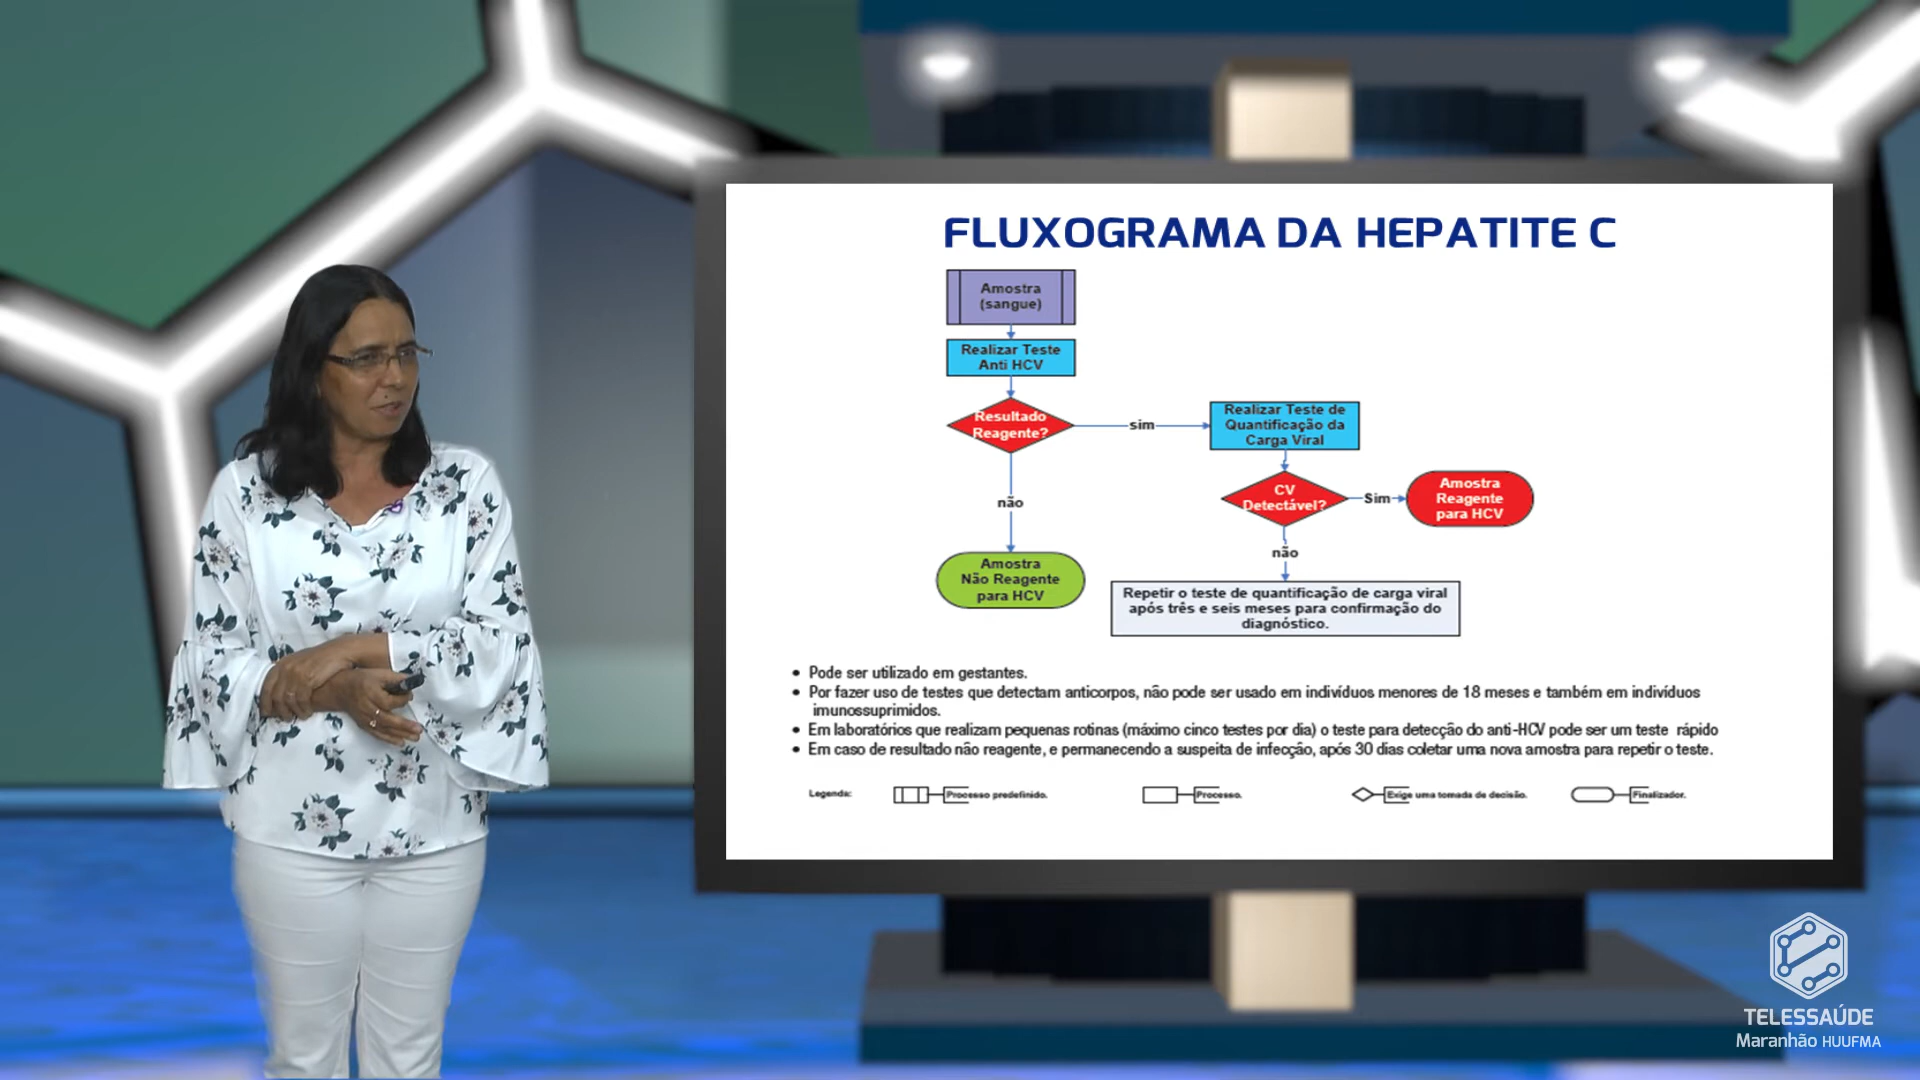 FLUXOGRAMA DA HEPATITE C
Amostra
(sangue)
Realizar Teste
Anti HCV
Resultado
Reagente?
sim
Realizar Teste de
Quantificação da
Carga Viral
CV
Detectável?
Sim
Amostra
Reagente
para HCV
não
não
Amostra
Não Reagente
para HCV
Repetir o teste de quantificação de carga viral
após três e seis meses para confirmação do
diagnóstico.
• Pode ser utilizado em gestantes.
• Por fazer uso de testes que detectam anticorpos, não pode ser usado em indivíduos menores de 18 meses e também em indivíduos
imunossuprimidos.
• Em laboratórios que realizam pequenas rotinas (máximo cinco testes por dia) o teste para detecção do anti-HCV pode ser um teste rápido
• Em caso de resultado não reagente, e permanecendo a suspeita de infecção, após 30 dias coletar uma nova amostra para repetir o teste.
Legenda: Processo predefinido. Processo. Exige uma tomada de decisão. Finalizador.
TELESSAÚDE
Maranhão HUUFMA